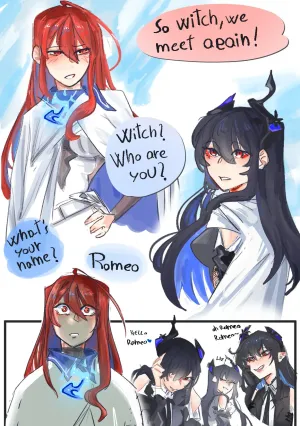 So witch, we
meet again!
Witch?
Who are
you?
what's
your
name?
Romeo
Hello
Romeo
oh Romeo
Romeo~